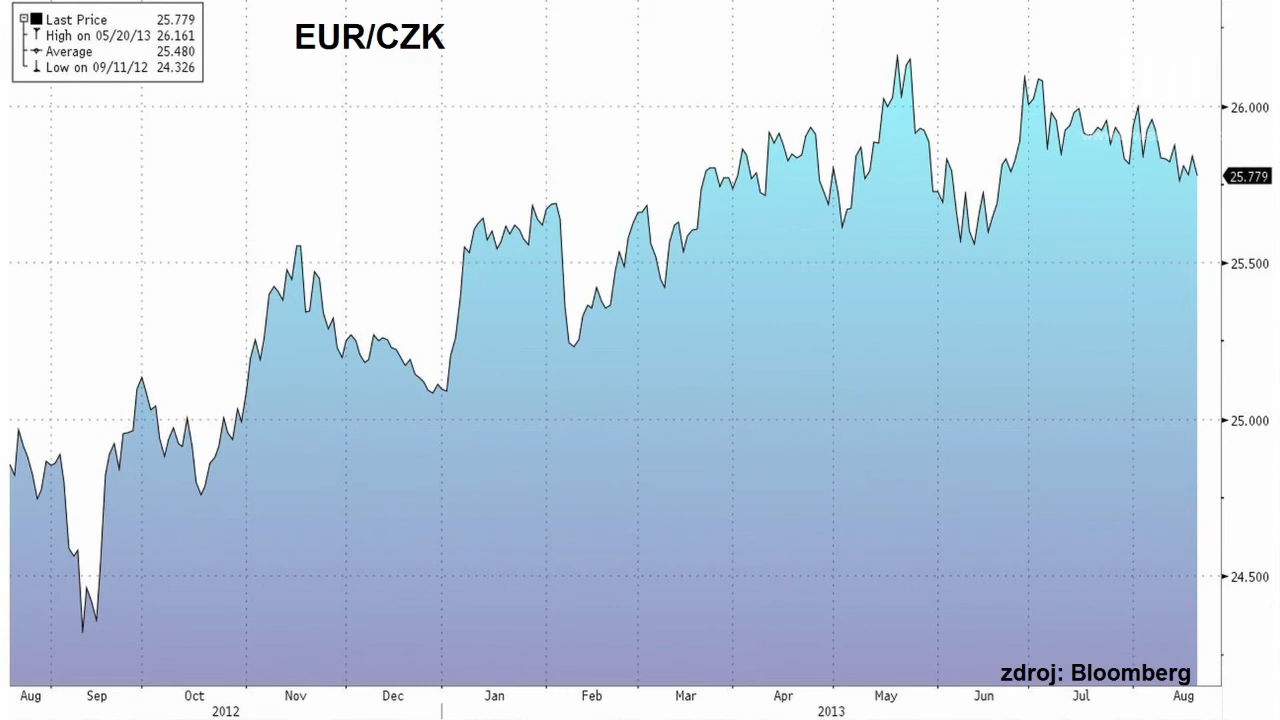 Last Price 25.779
High on 05/20/13 26.161
Average 25.480
Low on 09/11/12 24.326
EUR/CZK
26.000
25.779
25.500
25.000
24.500
zdroj: Bloomberg
Aug Sep Oct Nov Dec Jan Feb Mar Apr May Jun Jul Aug
2012 2013